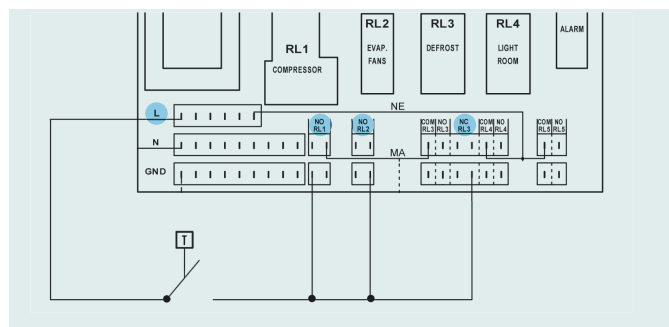 RL1
COMPRESSOR
RL2
EVAP.
FANS
RL3
DEFROST
RL4
LIGHT
ROOM
ALARM
L
NE
NO
RL1
NO
RL2
COM
RL3
NO
RL3
NC
RL3
COM
RL4
NO
RL4
COM
RL5
NO
RL5
N
MA
GND
T